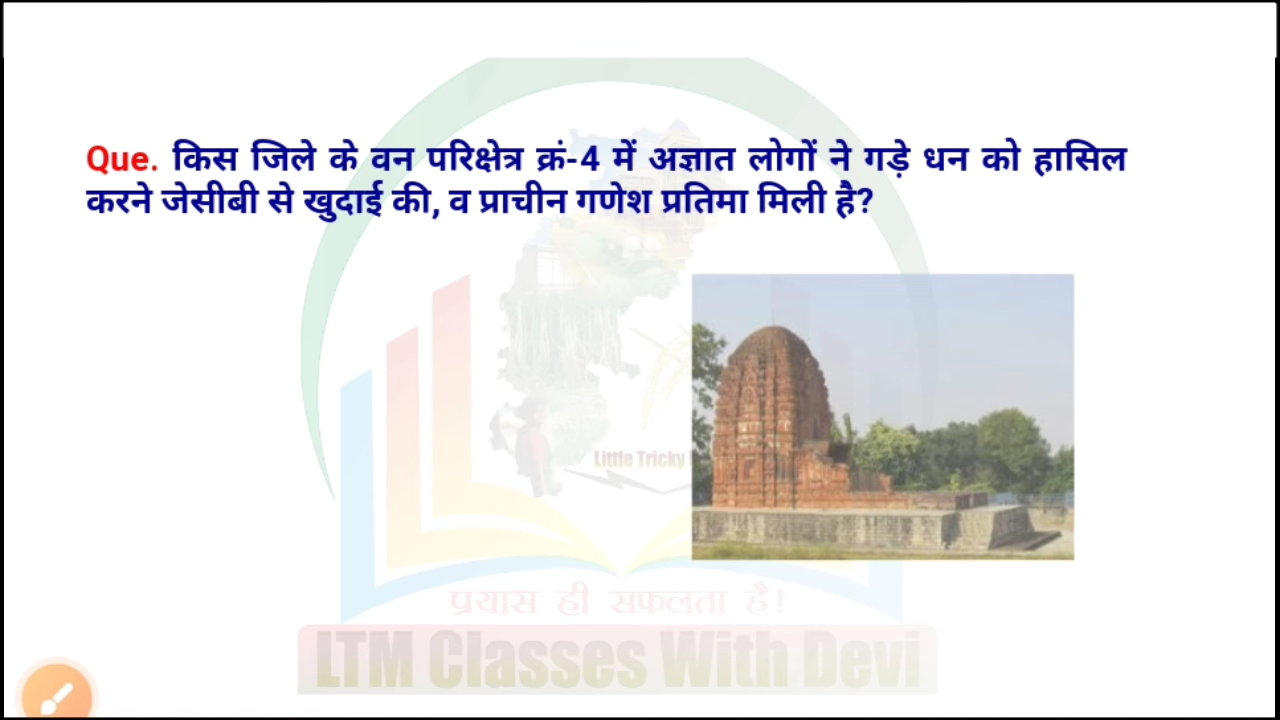 Que. किस जिले के वन परिक्षेत्र क्रं-4 में अज्ञात लोगों ने गड़े धन को हासिल
करने जेसीबी से खुदाई की, व प्राचीन गणेश प्रतिमा मिली है?
Little Tricky
प्रयास ही सफलता है!
LTM Classes With Devi